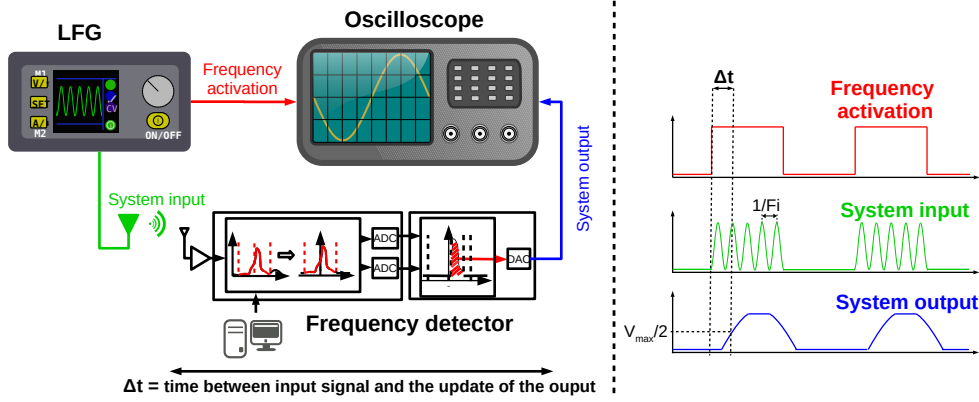 LFG
Oscilloscope
M1
V/
SET
A/
M2
CV
ON/OFF
Frequency
activation
System input
System output
ADC
ADC
DAC
Frequency detector
Δt = time between input signal and the update of the ouput
Δt
Frequency
activation
1/Fi
System input
System output
Vmax/2